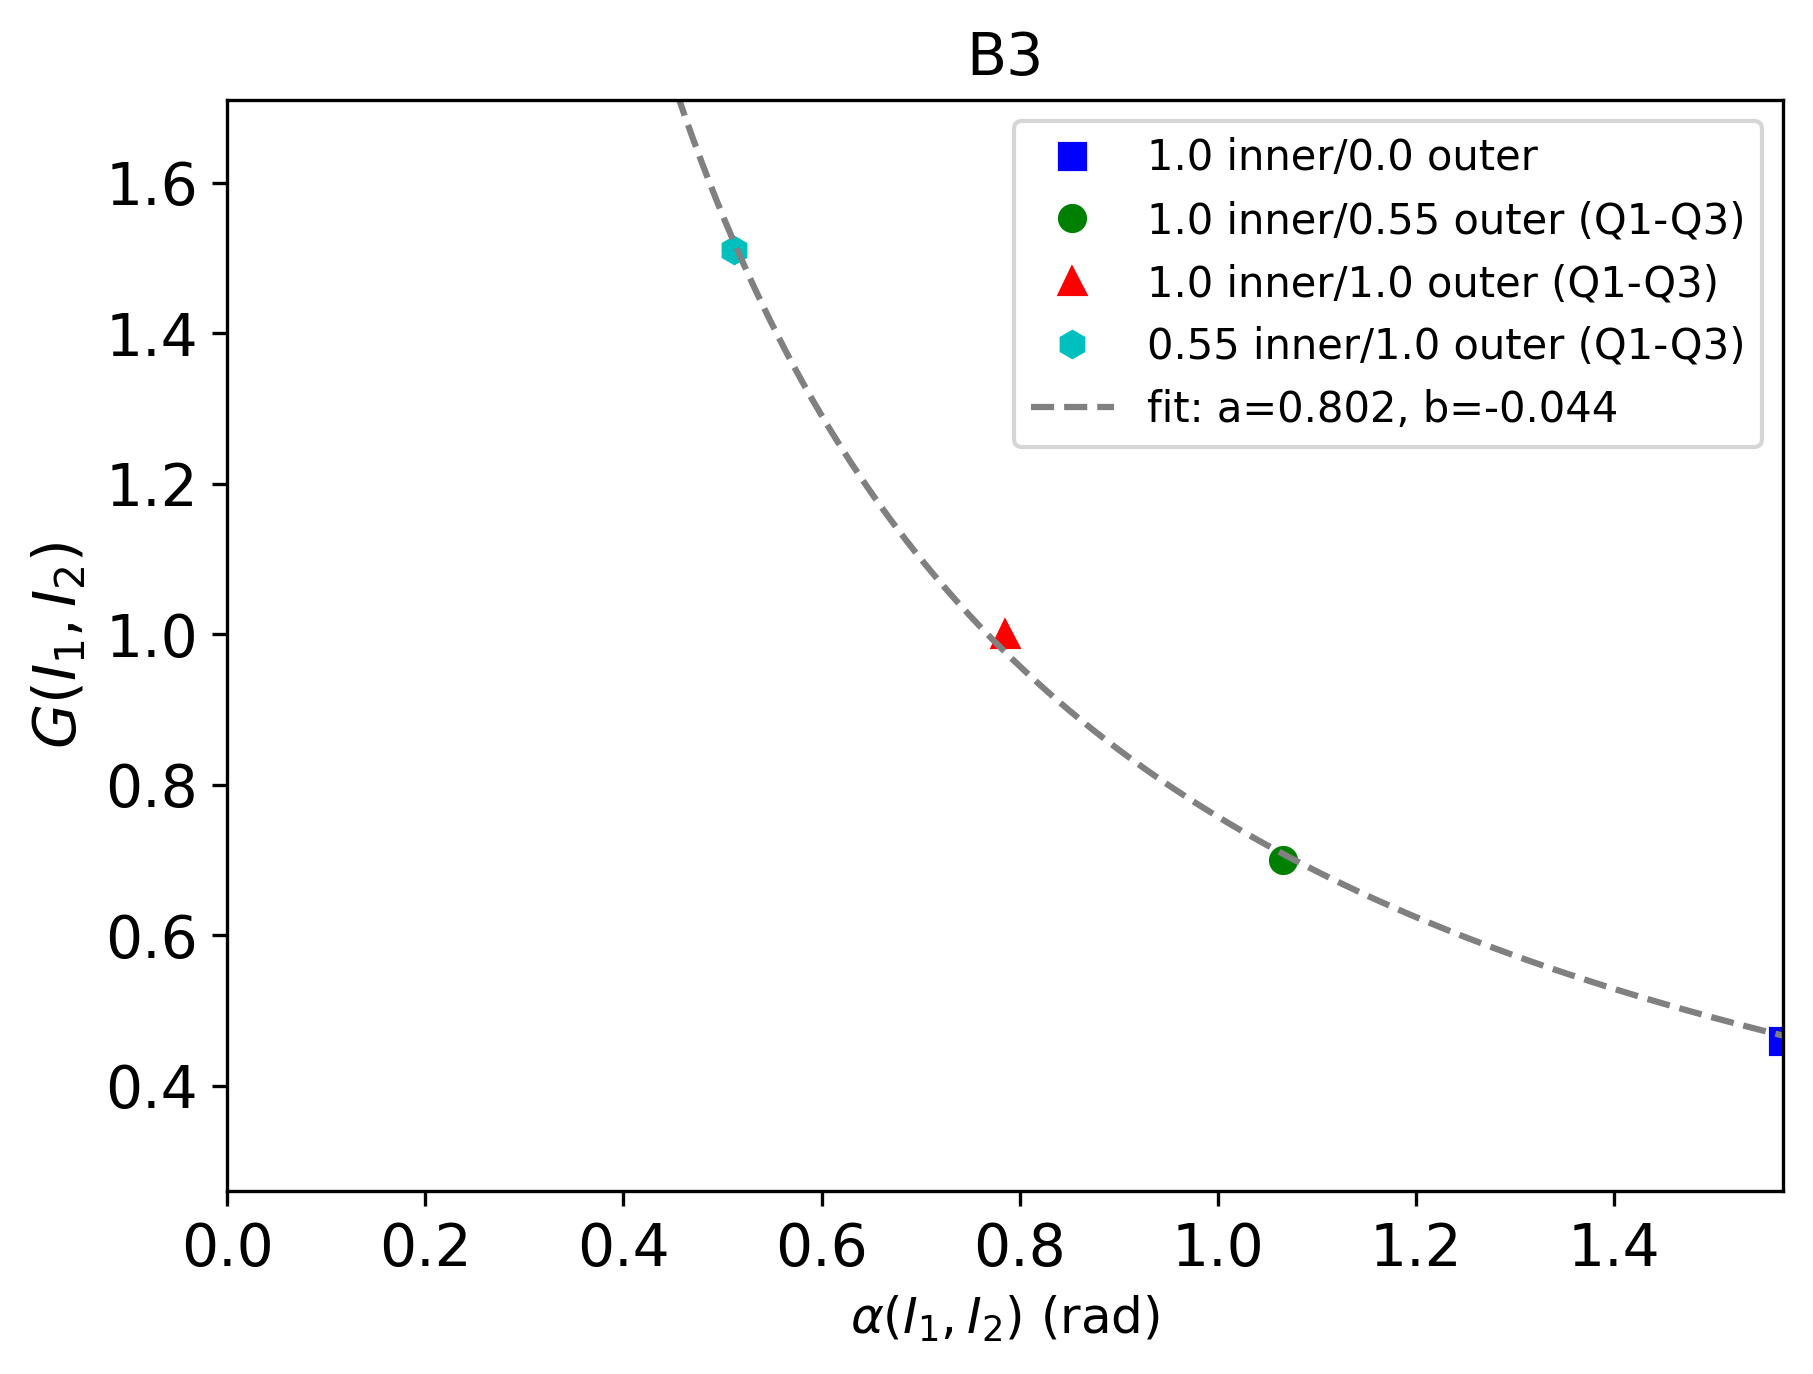 B3
1.6
1.4
1.2
1.0
0.8
0.6
0.4
G(I₁, I₂)
1.0 inner/0.0 outer
1.0 inner/0.55 outer (Q1-Q3)
1.0 inner/1.0 outer (Q1-Q3)
0.55 inner/1.0 outer (Q1-Q3)
fit: a=0.802, b=-0.044
0.0 0.2 0.4 0.6 0.8 1.0 1.2 1.4
α(I₁, I₂) (rad)